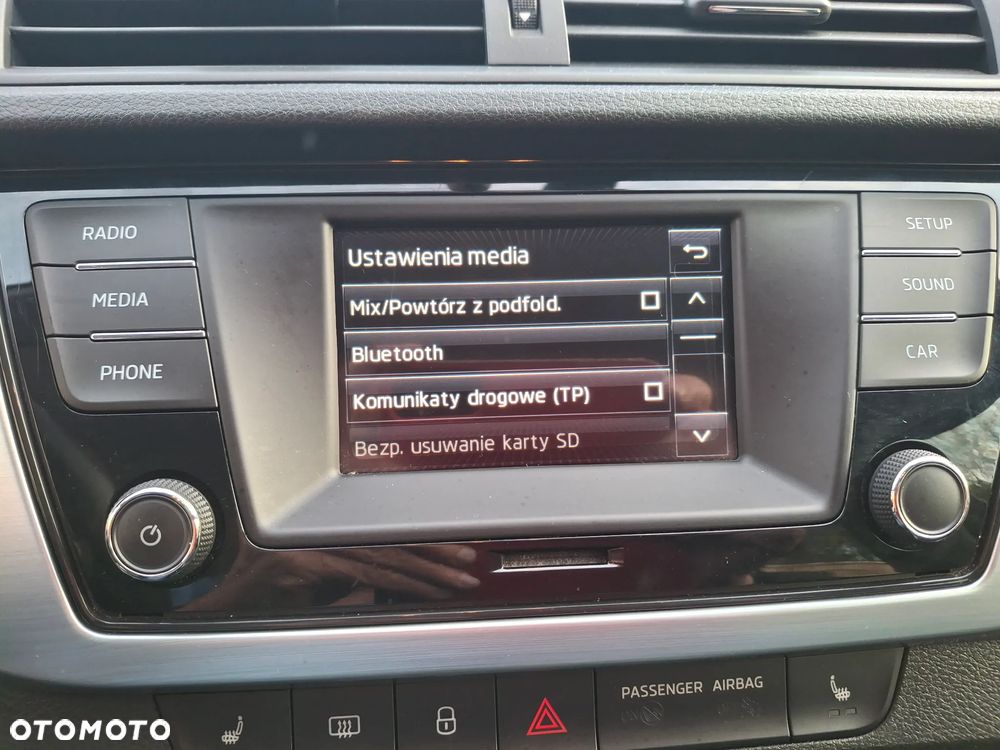 RADIO
MEDIA
PHONE
Ustawienia media
Mix/Powtórz z podfold.
Bluetooth
Komunikaty drogowe (TP)
Bezp. usuwanie karty SD
SETUP
SOUND
CAR
PASSENGER AIRBAG
OTOMOTO